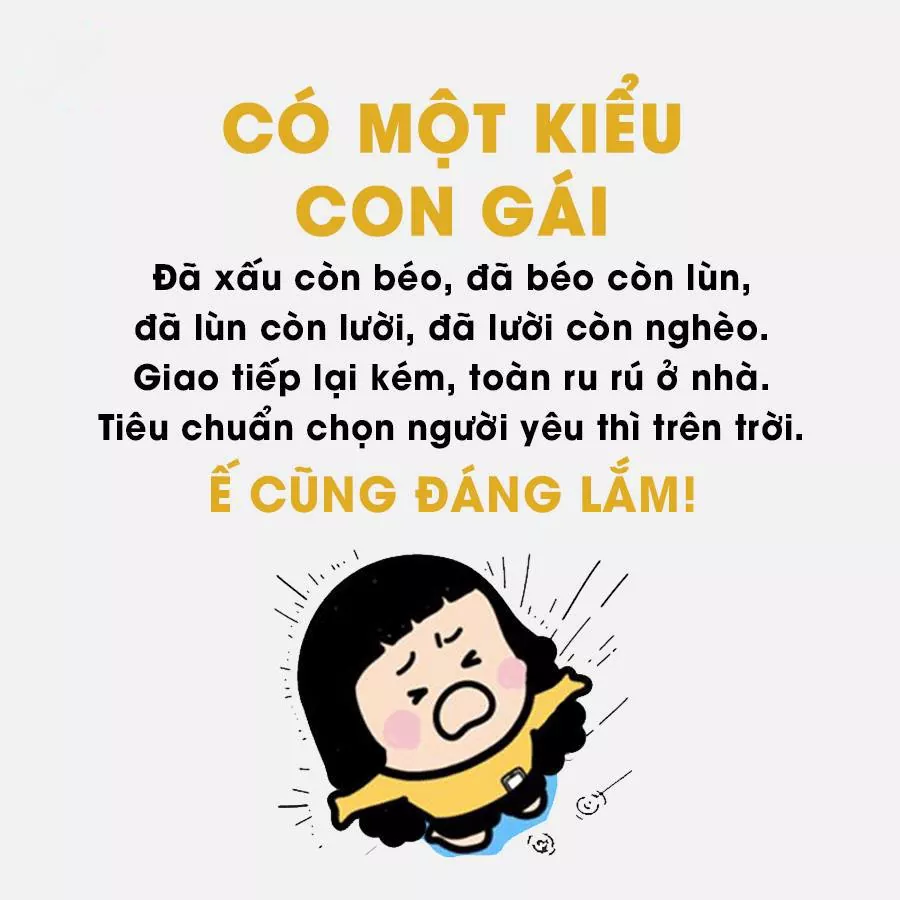 CÓ MỘT KIỂU
CON GÁI
Đã xấu còn béo, đã béo còn lùn,
đã lùn còn lười, đã lười còn nghèo.
Giao tiếp lại kém, toàn ru rú ở nhà.
Tiêu chuẩn chọn người yêu thì trên trời.
Ế CŨNG ĐÁNG LẮM!